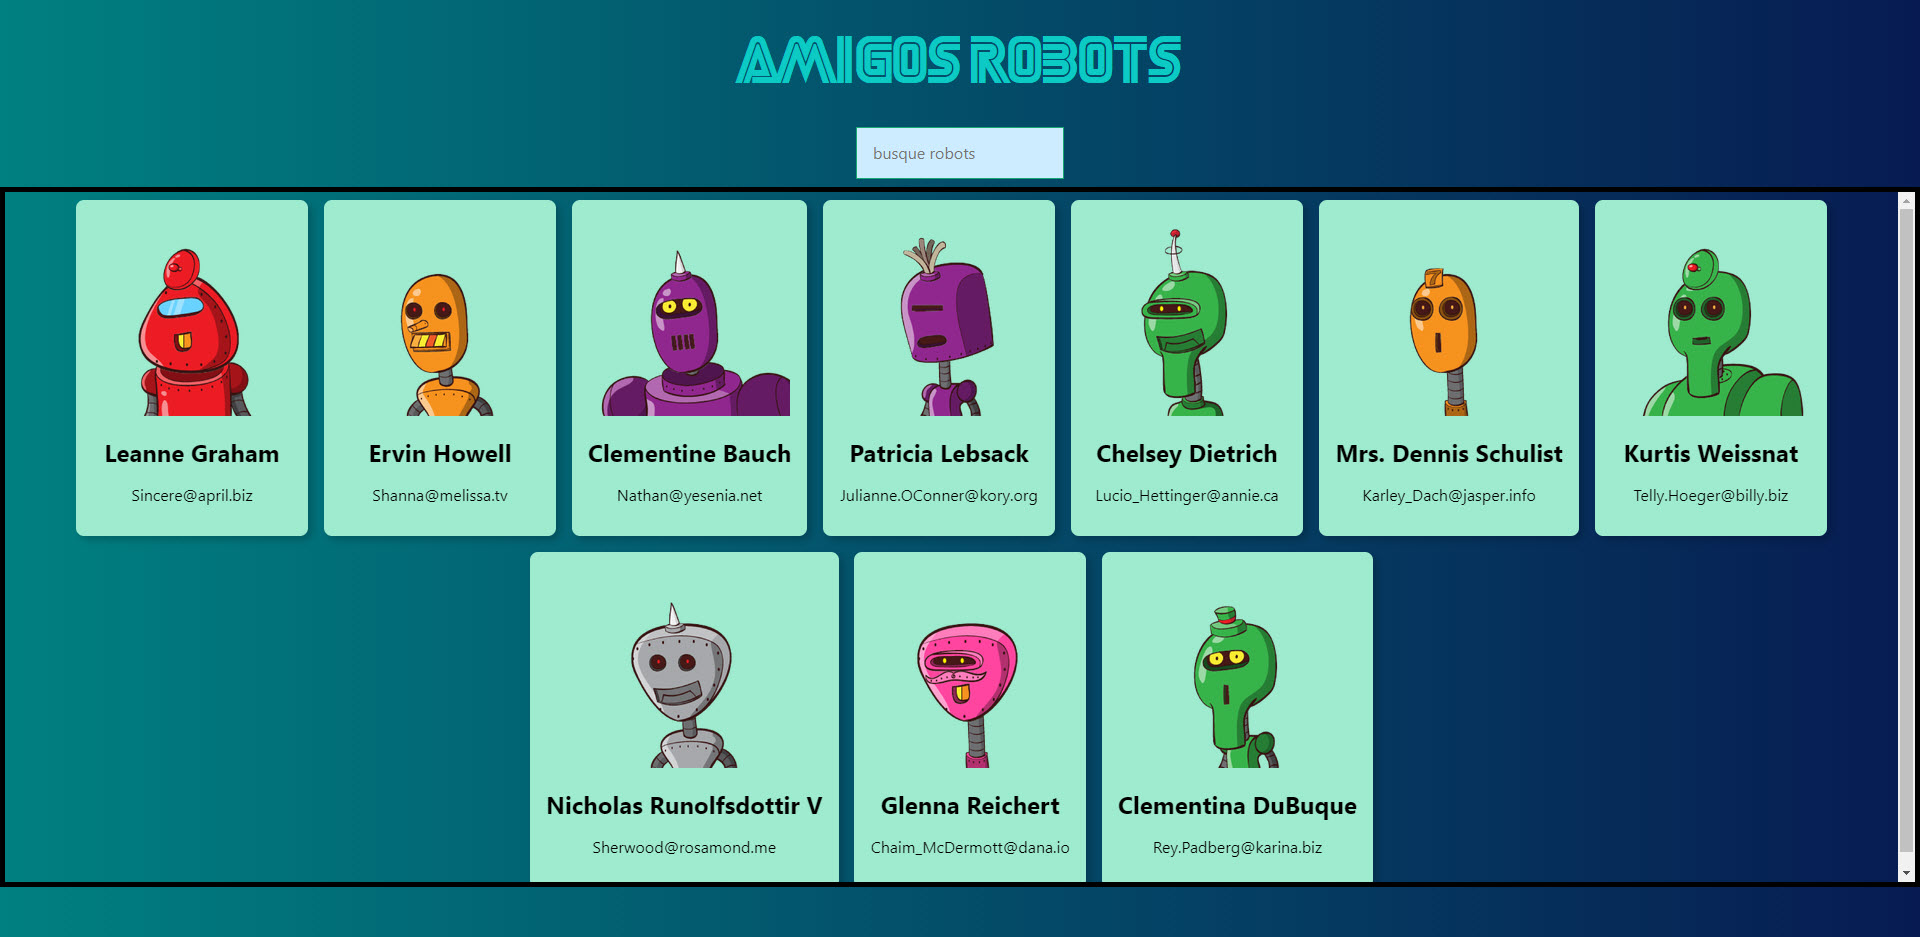 AMIGOS ROBOTS
busque robots
Leanne Graham
Sincere@april.biz
Ervin Howell
Shanna@melissa.tv
Clementine Bauch
Nathan@yesenia.net
Patricia Lebsack
Julianne.OConner@kory.org
Chelsey Dietrich
Lucio_Hettinger@annie.ca
7
Mrs. Dennis Schulist
Karley_Dach@jasper.info
Kurtis Weissnat
Telly.Hoeger@billy.biz
Nicholas Runolfsdottir V
Sherwood@rosamond.me
Glenna Reichert
Chaim_McDermott@dana.io
Clementina DuBuque
Rey.Padberg@karina.biz